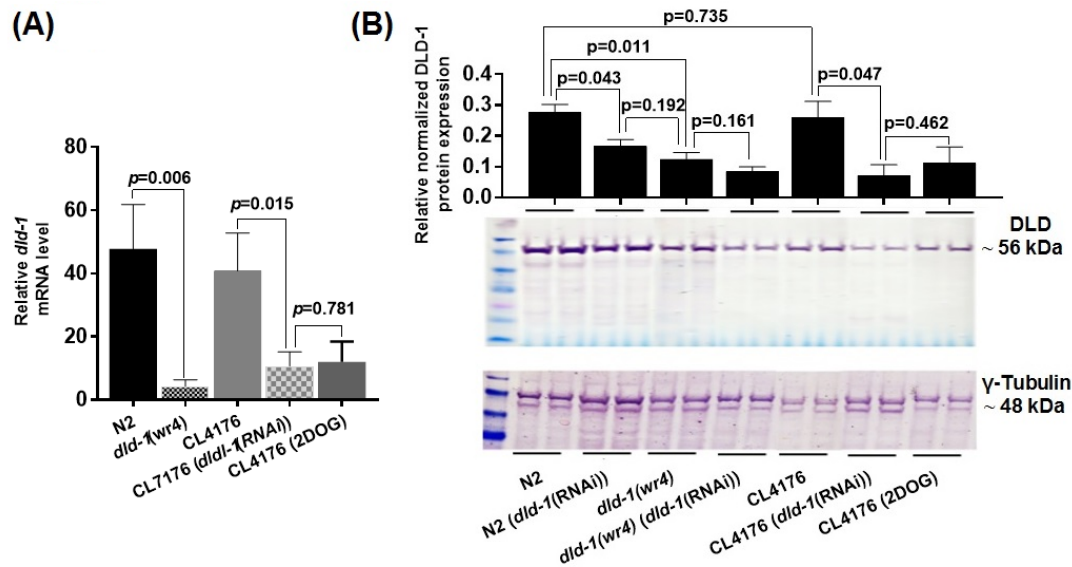 (A)
Relative dld-1
mRNA level
80
60
40
20
0
p=0.006
p=0.015
p=0.781
N2
dld-1(wr4)
CL4176
CL7176 (dldl-1(RNAi))
CL4176 (2DOG)
(B)
Relative normalized DLD-1
protein expression
0.4
0.3
0.2
0.1
0.0
p=0.735
p=0.011
p=0.043
p=0.192
p=0.161
p=0.047
p=0.462
DLD
~ 56 kDa
γ-Tubulin
~ 48 kDa
N2
N2 (dld-1(RNAi))
dld-1(wr4)
dld-1(wr4) (dld-1(RNAi))
CL4176
CL4176 (dld-1(RNAi))
CL4176 (2DOG)